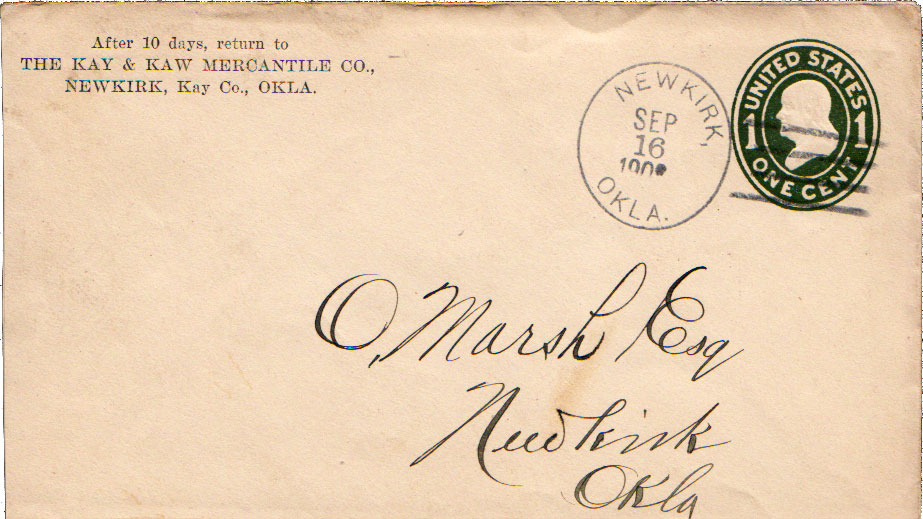 After 10 days, return to
THE KAY & KAW MERCANTILE CO.,
NEWKIRK, Kay Co., OKLA.
NEWKIRK,
SEP
16
OKLA.
UNITED STATES
1 1
ONE CENT
O, Marsh Esq
Newkirk
Okla